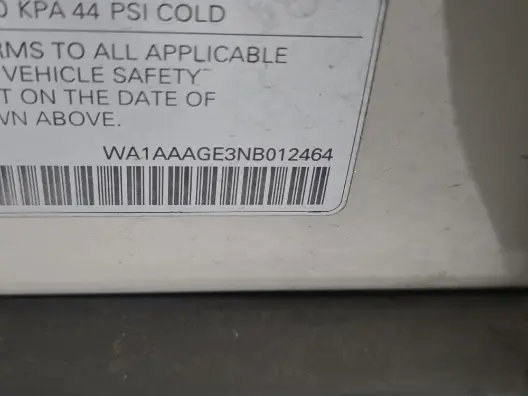 0 KPA 44 PSI COLD
RMS TO ALL APPLICABLE
VEHICLE SAFETY
T ON THE DATE OF
WN ABOVE.
WA1AAAGE3NB012464